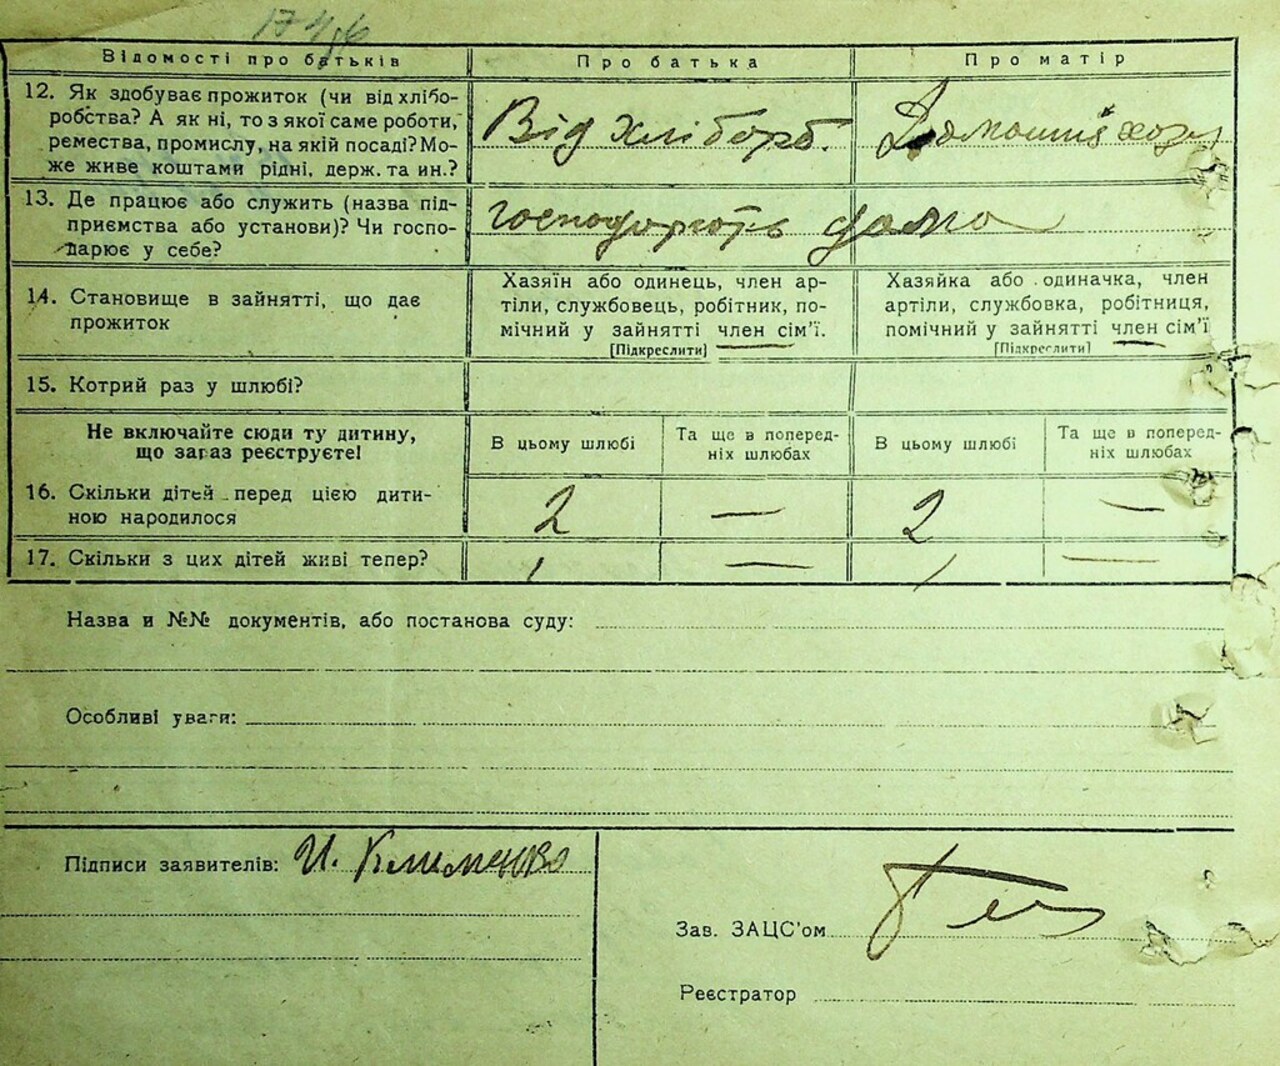 Відомості про батьків
Про батька
Про матір
12. Як здобуває прожиток (чи від хлібо-
робства? А як ні, то з якої саме роботи,
ремества, промислу, на якій посаді? Мо-
же живе коштами рідні, держ. та ин.?
Від хлібороб.
Домашнє хозу
13. Де працює або служить (назва під-
приємства або установи)? Чи госпо-
дарює у себе?
господорють дома
14. Становище в зайнятті, що дає
прожиток
Хазяїн або одинець, член ар-
тіли, службовець, робітник, по-
мічний у зайнятті член сім'ї.
[Підкреслити]
Хазяйка або одиначка, член
артіли, службовка, робітниця,
помічний у зайнятті член сім'ї
[Підкреслити]
15. Котрий раз у шлюбі?
Не включайте сюди ту дитину,
що зараз реєструєте!
В цьому шлюбі
Та ще в поперед-
ніх шлюбах
В цьому шлюбі
Та ще в поперед-
ніх шлюбах
16. Скільки дітей перед цією дити-
ною народилося
2 — 2 —
17. Скільки з цих дітей живі тепер?
1 — 1 —
Назва и №№ документів, або постанова суду:
Особливі уваги:
Підписи заявителів: И. Клименко
Зав. ЗАЦС'ом
Реєстратор